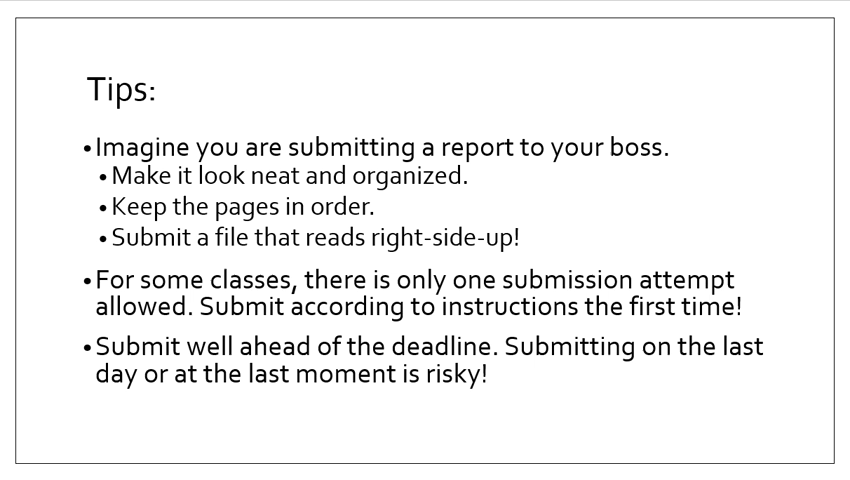 Tips:
•Imagine you are submitting a report to your boss.
•Make it look neat and organized.
•Keep the pages in order.
•Submit a file that reads right-side-up!
•For some classes, there is only one submission attempt
allowed. Submit according to instructions the first time!
•Submit well ahead of the deadline. Submitting on the last
day or at the last moment is risky!